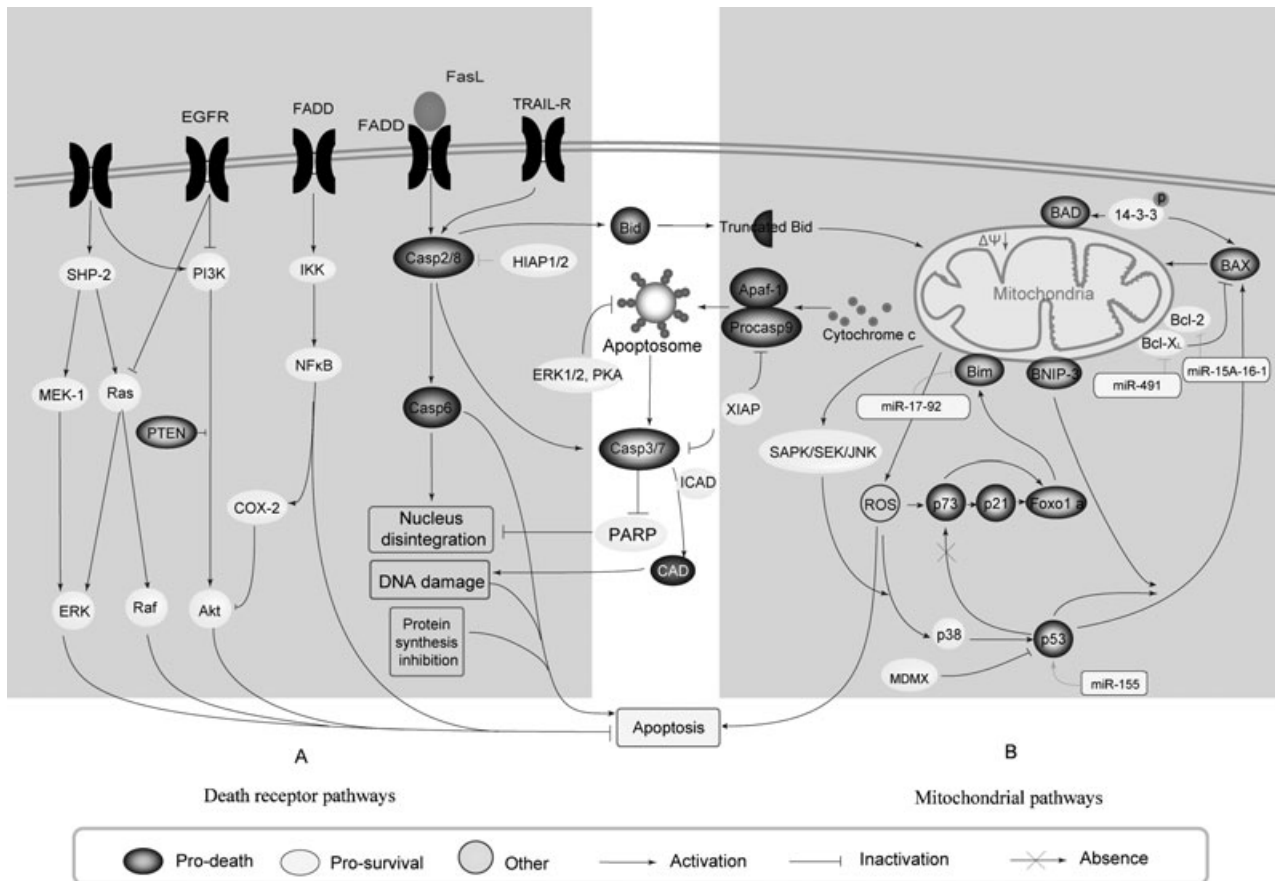 FasL
EGFR
FADD
FADD
TRAIL-R
SHP-2
PI3K
IKK
Casp2/8
HIAP1/2
Bid
Truncated Bid
BAD
14-3-3
p
ΔΨ↓
BAX
Mitochondria
Apaf-1
Procasp9
Cytochrome c
Bcl-2
Bcl-XL
Apoptosome
NFκB
ERK1/2, PKA
Bim
BNIP-3
miR-491
miR-15A-16-1
MEK-1
Ras
Casp6
XIAP
miR-17-92
PTEN
Casp3/7
SAPK/SEK/JNK
ICAD
COX-2
ROS
p73
p21
Foxo1 a
Nucleus
disintegration
PARP
DNA damage
CAD
ERK
Raf
Akt
Protein
synthesis
inhibition
p38
p53
MDMX
miR-155
Apoptosis
A
B
Death receptor pathways
Mitochondrial pathways
Pro-death
Pro-survival
Other
Activation
Inactivation
Absence